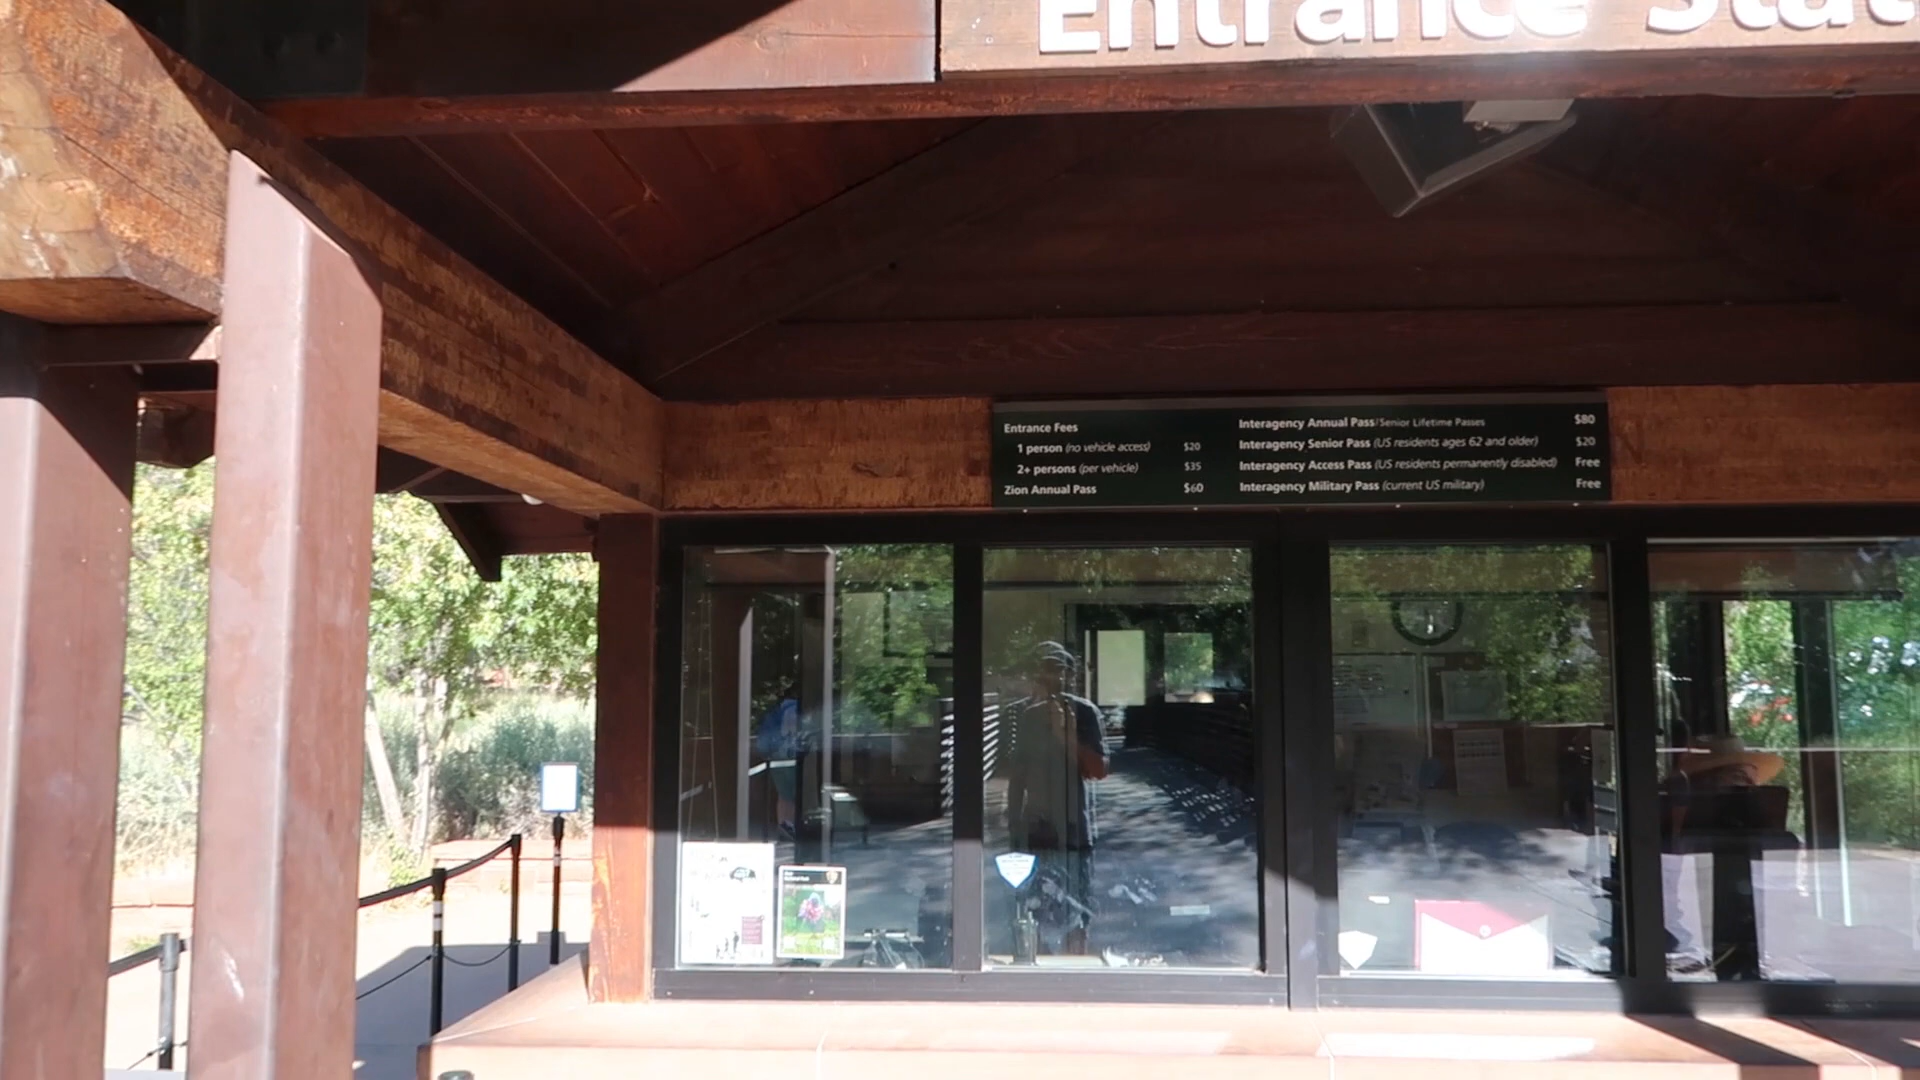 Entrance
Entrance Fees
1 person (no vehicle access) $20
2+ persons (per vehicle) $35
Zion Annual Pass $60
Interagency Annual Pass/Senior Lifetime Passes $80
Interagency Senior Pass (US residents ages 62 and older) $20
Interagency Access Pass (US residents permanently disabled) Free
Interagency Military Pass (current US military) Free